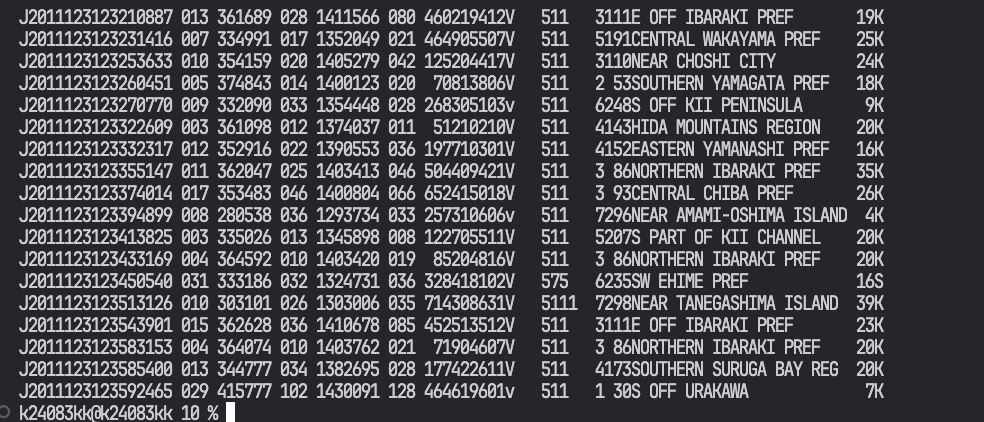 J2011123123210887 013 361689 028 1411566 080 460219412V   511   3111E OFF IBARAKI PREF       19K
J2011123123231416 007 334991 017 1352049 021 464905507V   511   5191CENTRAL WAKAYAMA PREF    25K
J2011123123253633 010 354159 020 1405279 042 125204417V   511   3110NEAR CHOSHI CITY         24K
J2011123123260451 005 374843 014 1400123 020  70813806V   511   2 53SOUTHERN YAMAGATA PREF   18K
J2011123123270770 009 332090 033 1354448 028 268305103v   511   6248S OFF KII PENINSULA       9K
J2011123123322609 003 361098 012 1374037 011  51210210V   511   4143HIDA MOUNTAINS REGION    20K
J2011123123332317 012 352916 022 1390553 036 197710301V   511   4152EASTERN YAMANASHI PREF   16K
J2011123123355147 011 362047 025 1403413 046 504409421V   511   3 86NORTHERN IBARAKI PREF    35K
J2011123123374014 017 353483 046 1400804 066 652415018V   511   3 93CENTRAL CHIBA PREF       26K
J2011123123394899 008 280538 036 1293734 033 257310606v   511   7296NEAR AMAMI-OSHIMA ISLAND  4K
J2011123123413825 003 335026 013 1345898 008 122705511V   511   5207S PART OF KII CHANNEL    20K
J2011123123433169 004 364592 010 1403420 019  85204816V   511   3 86NORTHERN IBARAKI PREF    20K
J2011123123450540 031 333186 032 1324731 036 328418102V   575   6235SW EHIME PREF            16S
J2011123123513126 010 303101 026 1303006 035 714308631V   5111  7298NEAR TANEGASHIMA ISLAND  39K
J2011123123543901 015 362628 036 1410678 085 452513512V   511   3111E OFF IBARAKI PREF       23K
J2011123123583153 004 364074 010 1403762 021  71904607V   511   3 86NORTHERN IBARAKI PREF    20K
J2011123123585400 013 344777 034 1382695 028 177422611V   511   4173SOUTHERN SURUGA BAY REG  20K
J2011123123592465 029 415777 102 1430091 128 464619601v   511   1 30S OFF URAKAWA             7K
k24083kk@k24083kk 10 %